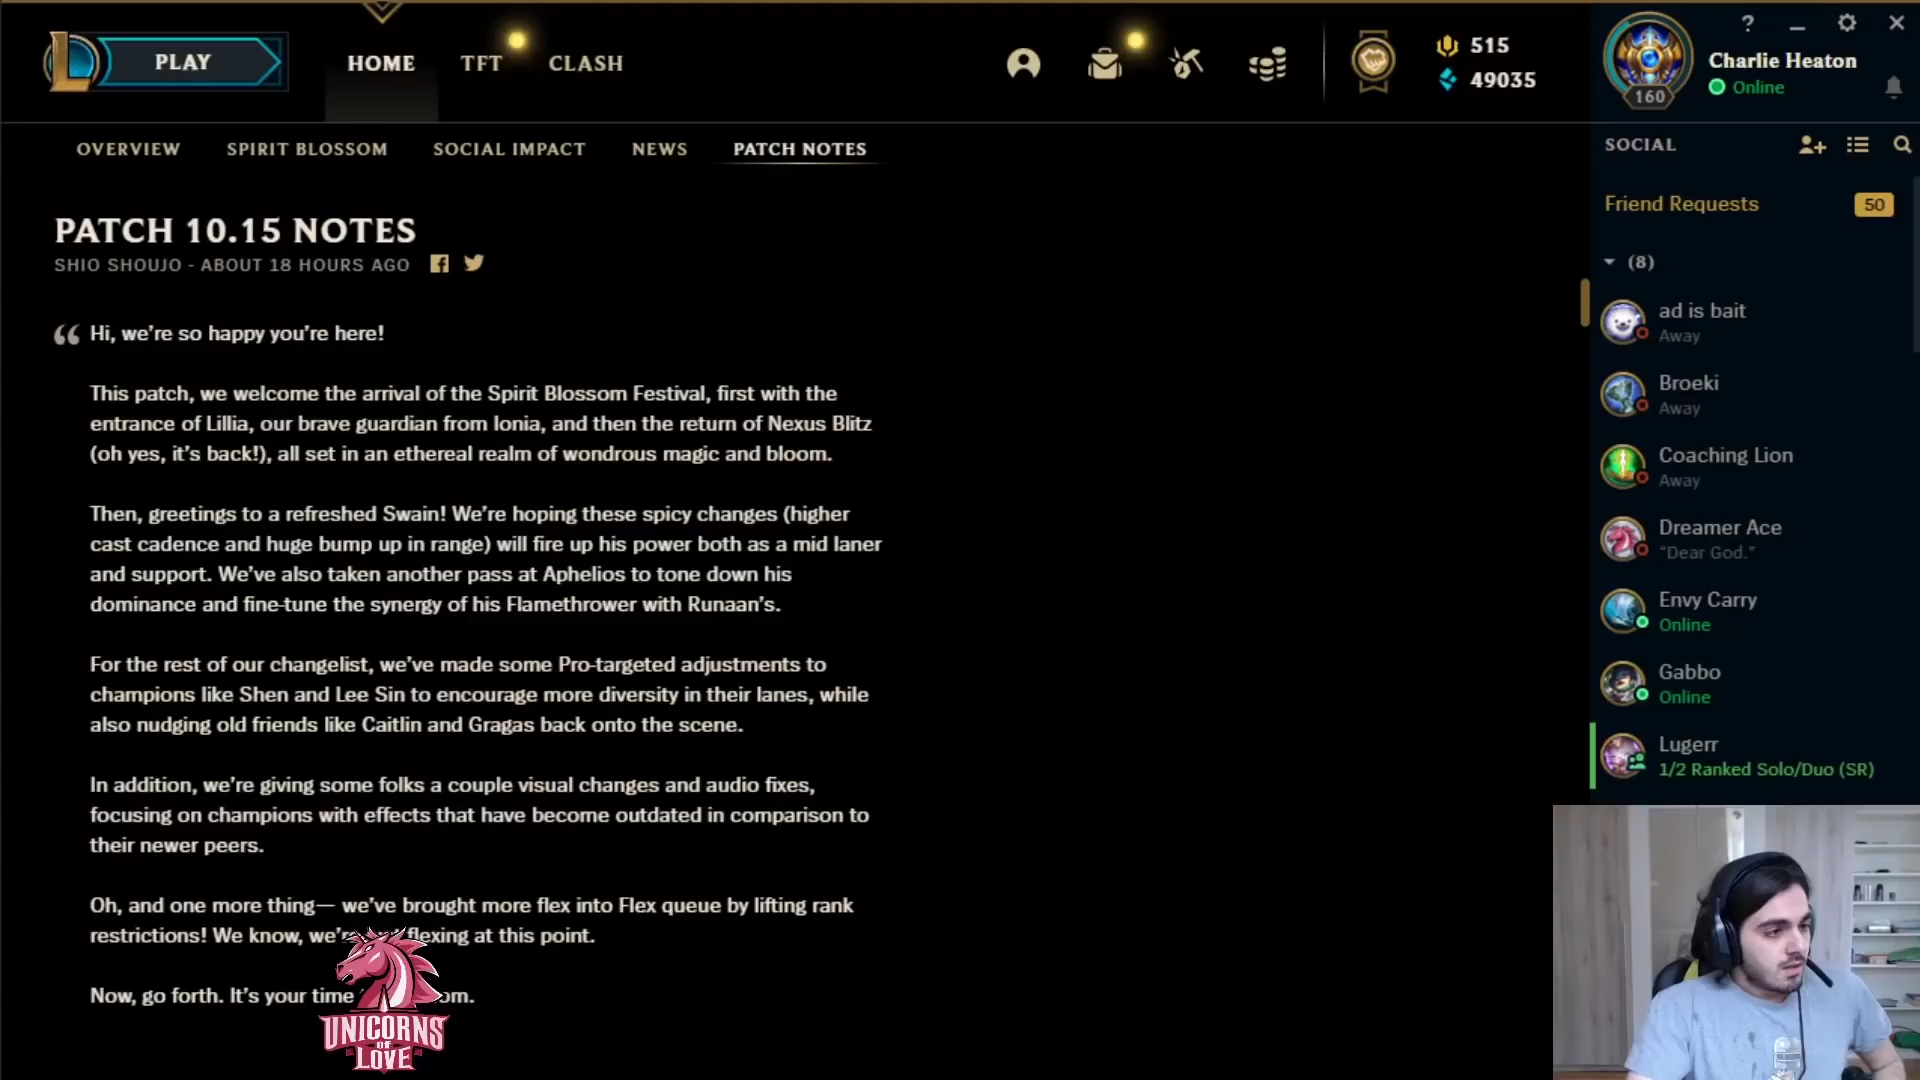 PLAY
HOME
TFT
CLASH
515
49035
160
?
Charlie Heaton
Online
OVERVIEW
SPIRIT BLOSSOM
SOCIAL IMPACT
NEWS
PATCH NOTES
SOCIAL
Friend Requests
50
(8)
PATCH 10.15 NOTES
SHIO SHOUJO - ABOUT 18 HOURS AGO
“ Hi, we’re so happy you’re here!
This patch, we welcome the arrival of the Spirit Blossom Festival, first with the
entrance of Lillia, our brave guardian from Ionia, and then the return of Nexus Blitz
(oh yes, it’s back!), all set in an ethereal realm of wondrous magic and bloom.
Then, greetings to a refreshed Swain! We’re hoping these spicy changes (higher
cast cadence and huge bump up in range) will fire up his power both as a mid laner
and support. We’ve also taken another pass at Aphelios to tone down his
dominance and fine-tune the synergy of his Flamethrower with Runaan’s.
For the rest of our changelist, we’ve made some Pro-targeted adjustments to
champions like Shen and Lee Sin to encourage more diversity in their lanes, while
also nudging old friends like Caitlin and Gragas back onto the scene.
In addition, we’re giving some folks a couple visual changes and audio fixes,
focusing on champions with effects that have become outdated in comparison to
their newer peers.
Oh, and one more thing— we’ve brought more flex into Flex queue by lifting rank
restrictions! We know, flexing at this point.
Now, go forth. It’s your time
UNICORNS
OF
LOVE
ad is bait
Away
Broeki
Away
Coaching Lion
Away
Dreamer Ace
“Dear God.”
Envy Carry
Online
Gabbo
Online
Lugerr
1/2 Ranked Solo/Duo (SR)